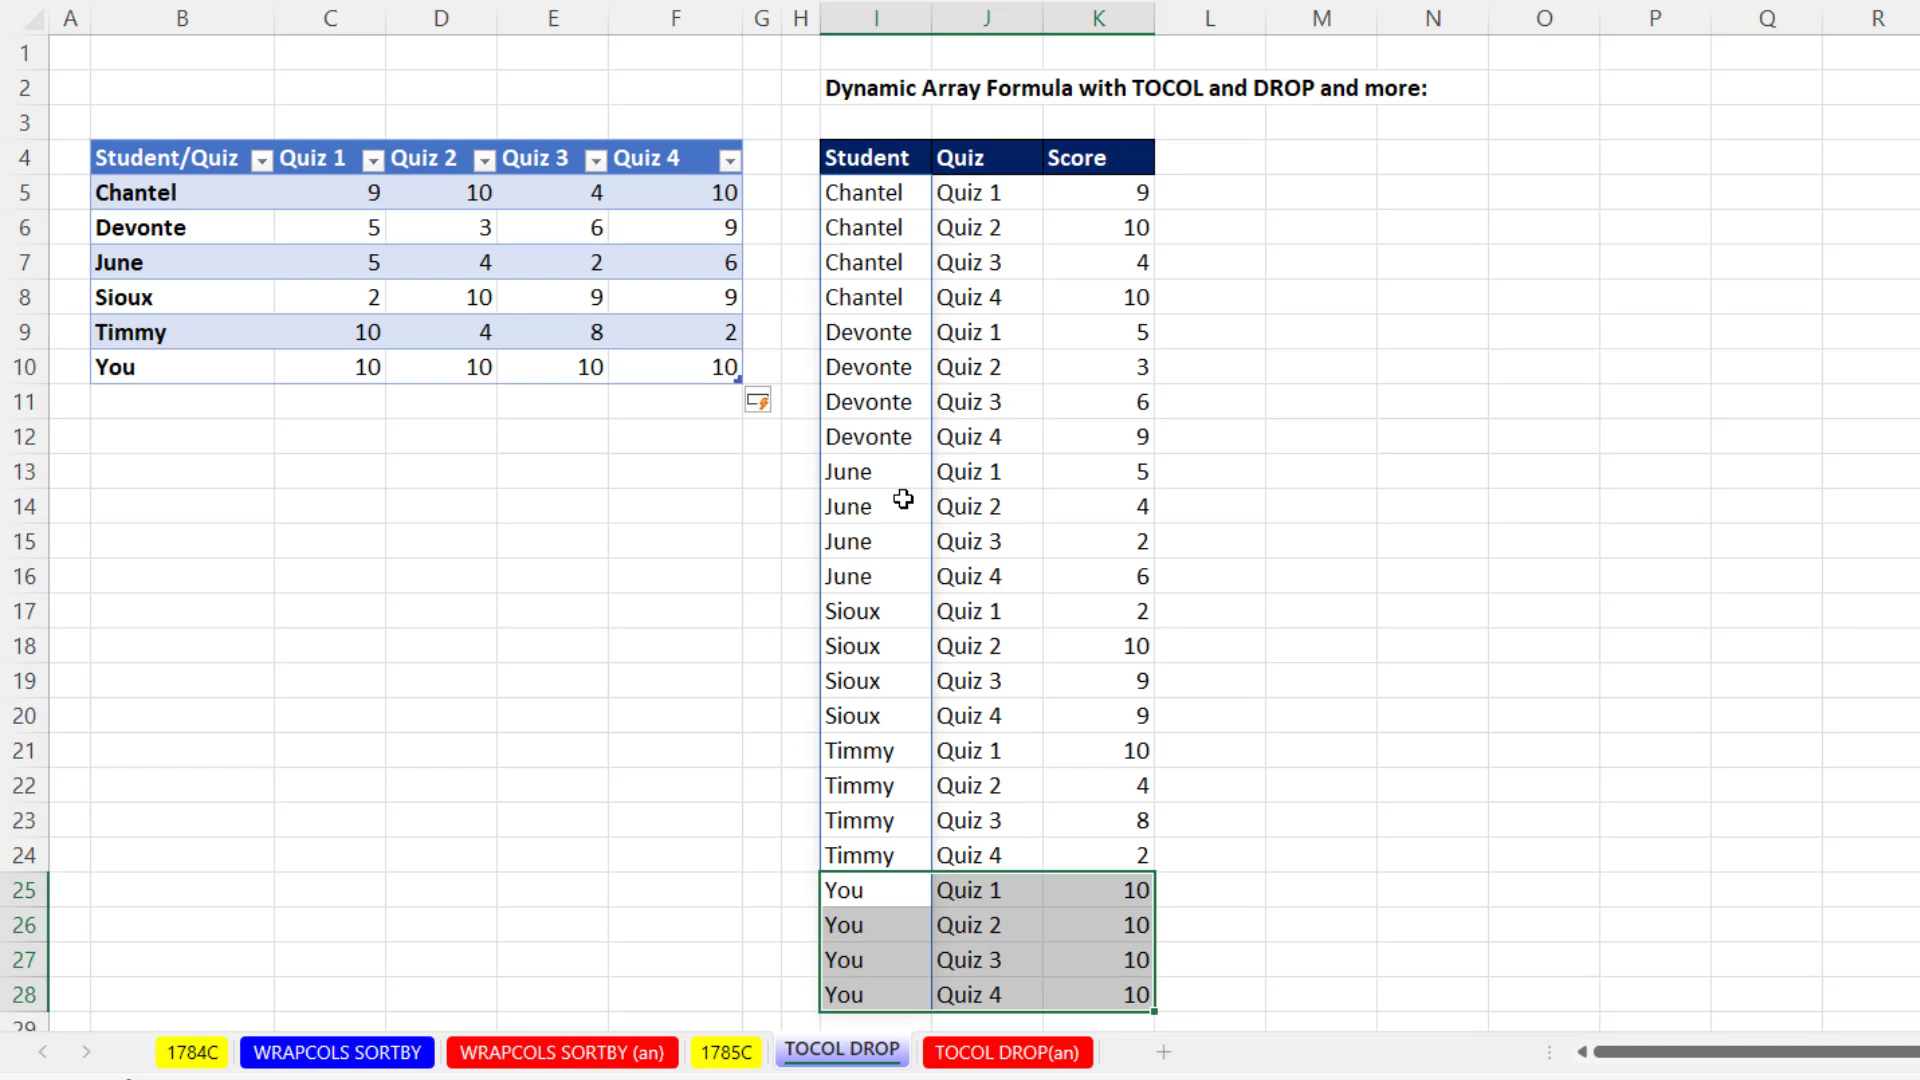 A B C D E F G H I J K L M N O P Q R
1
2 Dynamic Array Formula with TOCOL and DROP and more:
3
4 Student/Quiz Quiz 1 Quiz 2 Quiz 3 Quiz 4 Student Quiz Score
5 Chantel 9 10 4 10 Chantel Quiz 1 9
6 Devonte 5 3 6 9 Chantel Quiz 2 10
7 June 5 4 2 6 Chantel Quiz 3 4
8 Sioux 2 10 9 9 Chantel Quiz 4 10
9 Timmy 10 4 8 2 Devonte Quiz 1 5
10 You 10 10 10 10 Devonte Quiz 2 3
11 Devonte Quiz 3 6
12 Devonte Quiz 4 9
13 June Quiz 1 5
14 June Quiz 2 4
15 June Quiz 3 2
16 June Quiz 4 6
17 Sioux Quiz 1 2
18 Sioux Quiz 2 10
19 Sioux Quiz 3 9
20 Sioux Quiz 4 9
21 Timmy Quiz 1 10
22 Timmy Quiz 2 4
23 Timmy Quiz 3 8
24 Timmy Quiz 4 2
25 You Quiz 1 10
26 You Quiz 2 10
27 You Quiz 3 10
28 You Quiz 4 10
29
1784C WRAPCOLS SORTBY WRAPCOLS SORTBY (an) 1785C TOCOL DROP TOCOL DROP(an)